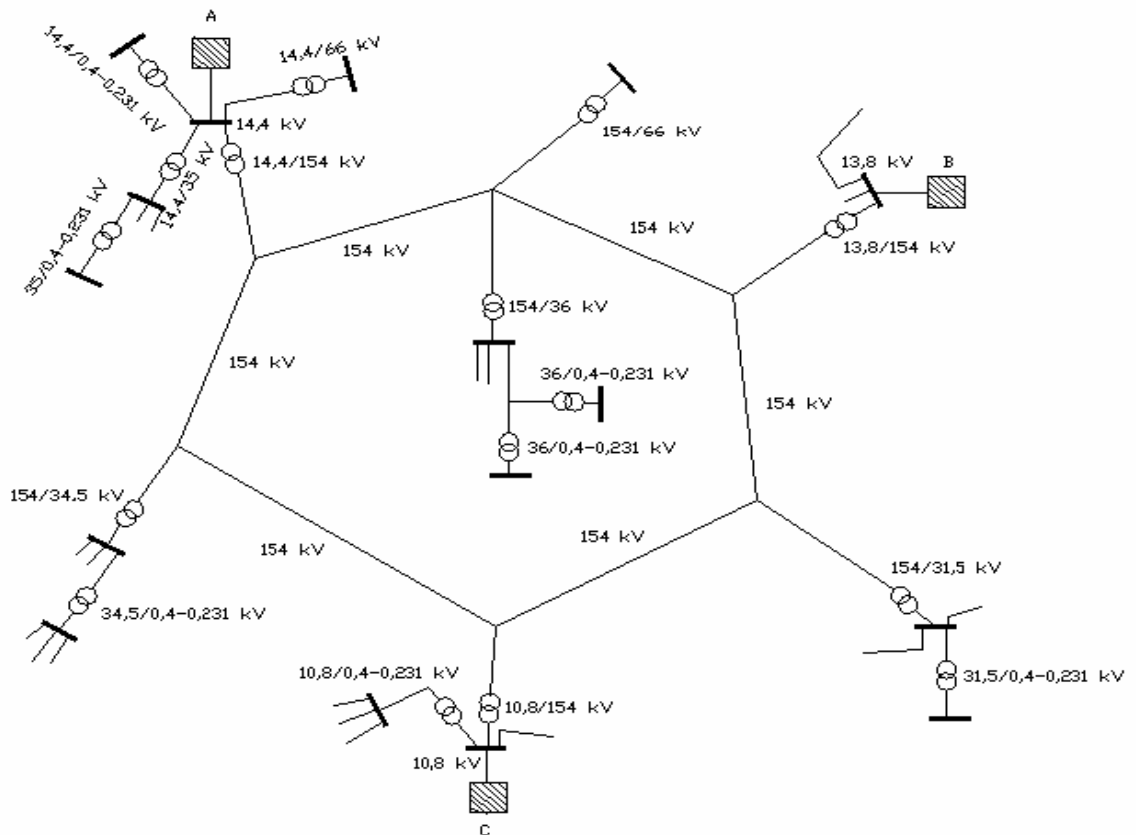 A
14,4/0,4-0,231 kV
14,4/66 kV
14,4 kV
14,4/35 kV
14,4/154 kV
35/0,4-0,231 kV
154/66 kV
13,8 kV
B
13,8/154 kV
154 kV
154 kV
154/36 kV
154 kV
36/0,4-0,231 kV
154 kV
36/0,4-0,231 kV
154/34.5 kV
154 kV
154 kV
154/31,5 kV
34,5/0,4-0,231 kV
10,8/0,4-0,231 kV
31,5/0,4-0,231 kV
10,8/154 kV
10,8 kV
C